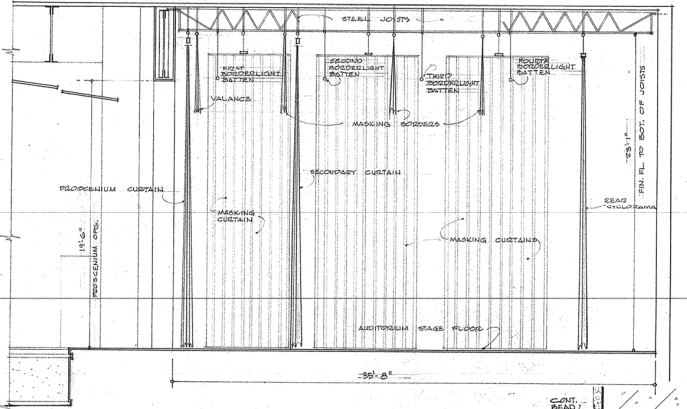 STEEL JOISTS
FIRST
BORDERLIGHT
BATTEN
SECOND
BORDERLIGHT
BATTEN
THIRD
BORDERLIGHT
BATTEN
FOURTH
BORDERLIGHT
BATTEN
VALANCE
MASKING BORDERS
SECONDARY CURTAIN
PROSCENIUM CURTAIN
MASKING
CURTAIN
MASKING CURTAINS
REAR
CYCLORAMA
19'-6"
PROSCENIUM OPG.
23'-1"
FIN. FL. TO BOT. OF JOISTS
AUDITORIUM STAGE FLOOR
35'-8"
CONT.
BEAD